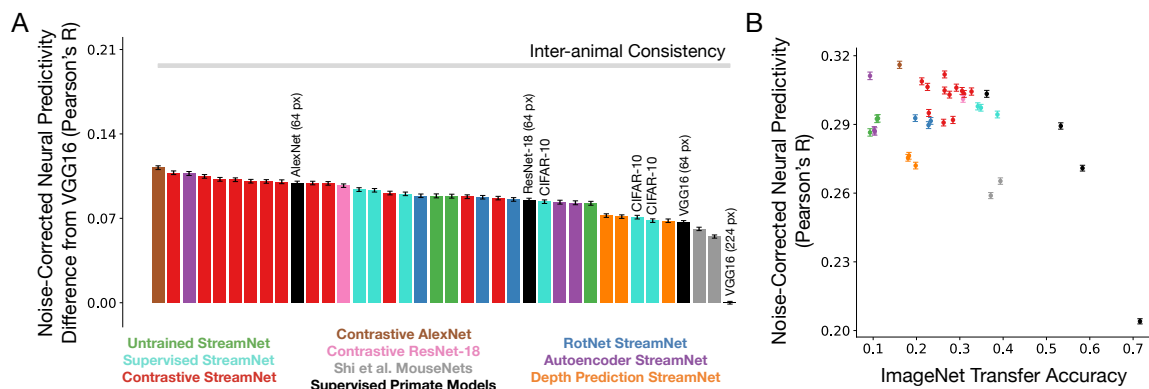 A
Noise-Corrected Neural Predictivity
Difference from VGG16 (Pearson's R)
0.21
0.14
0.07
0.00
Inter-animal Consistency
AlexNet (64 px)
ResNet-18 (64 px)
CIFAR-10
CIFAR-10
CIFAR-10
VGG16 (64 px)
VGG16 (224 px)
Untrained StreamNet
Supervised StreamNet
Contrastive StreamNet
Contrastive AlexNet
Contrastive ResNet-18
Shi et al. MouseNets
Supervised Primate Models
RotNet StreamNet
Autoencoder StreamNet
Depth Prediction StreamNet
B
Noise-Corrected Neural Predictivity
(Pearson's R)
0.32
0.29
0.26
0.23
0.20
0.1 0.2 0.3 0.4 0.5 0.6 0.7
ImageNet Transfer Accuracy